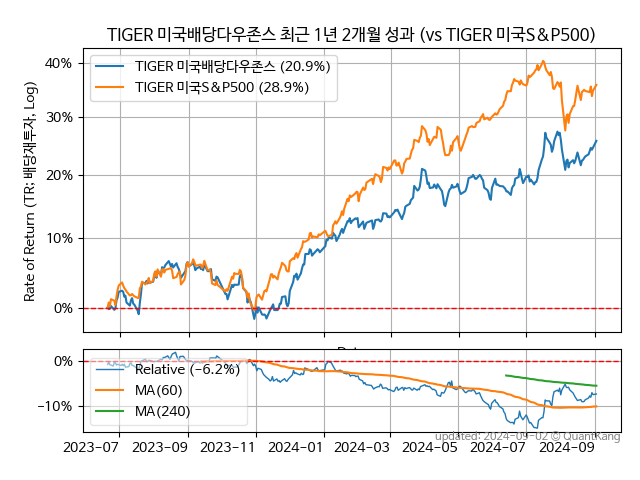 TIGER 미국배당다우존스 최근 1년 2개월 성과 (vs TIGER 미국S&P500)
Rate of Return (TR: 배당재투자, Log)
40%
30%
20%
10%
0%
TIGER 미국배당다우존스 (20.9%)
TIGER 미국S&P500 (28.9%)
0%
−10%
Relative (−6.2%)
MA(60)
MA(240)
updated: 2024-09-02 © QuantKang
2023-07 2023-09 2023-11 2024-01 2024-03 2024-05 2024-07 2024-09